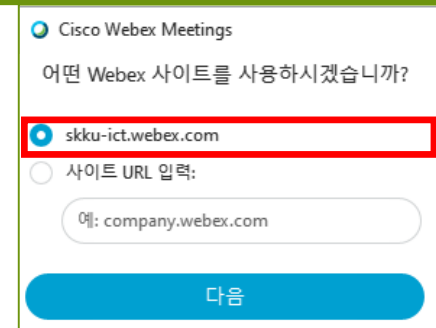 Cisco Webex Meetings
어떤 Webex 사이트를 사용하시겠습니까?
skku-ict.webex.com
사이트 URL 입력:
예: company.webex.com
다음